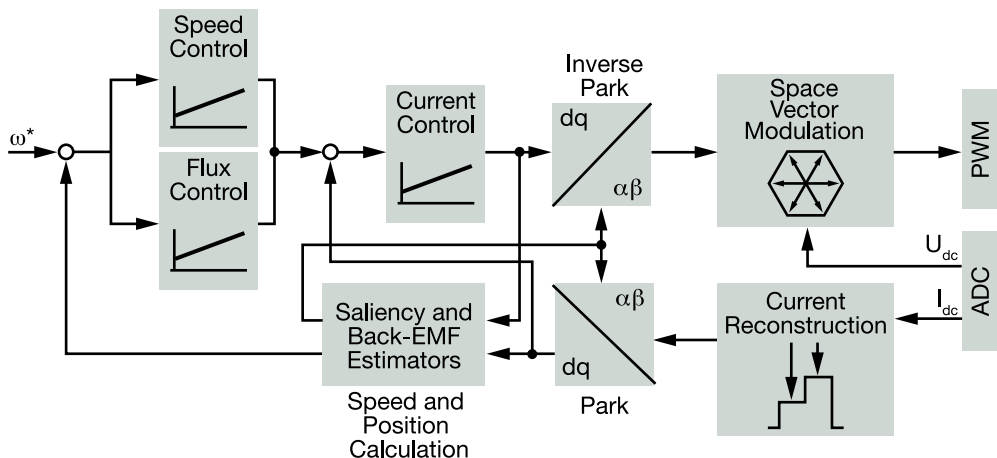 Speed
Control
ω*
Flux
Control
Current
Control
Inverse
Park
dq
αβ
Space
Vector
Modulation
PWM
U dc
I dc
ADC
Saliency and
Back-EMF
Estimators
Speed and
Position
Calculation
αβ
dq
Park
Current
Reconstruction